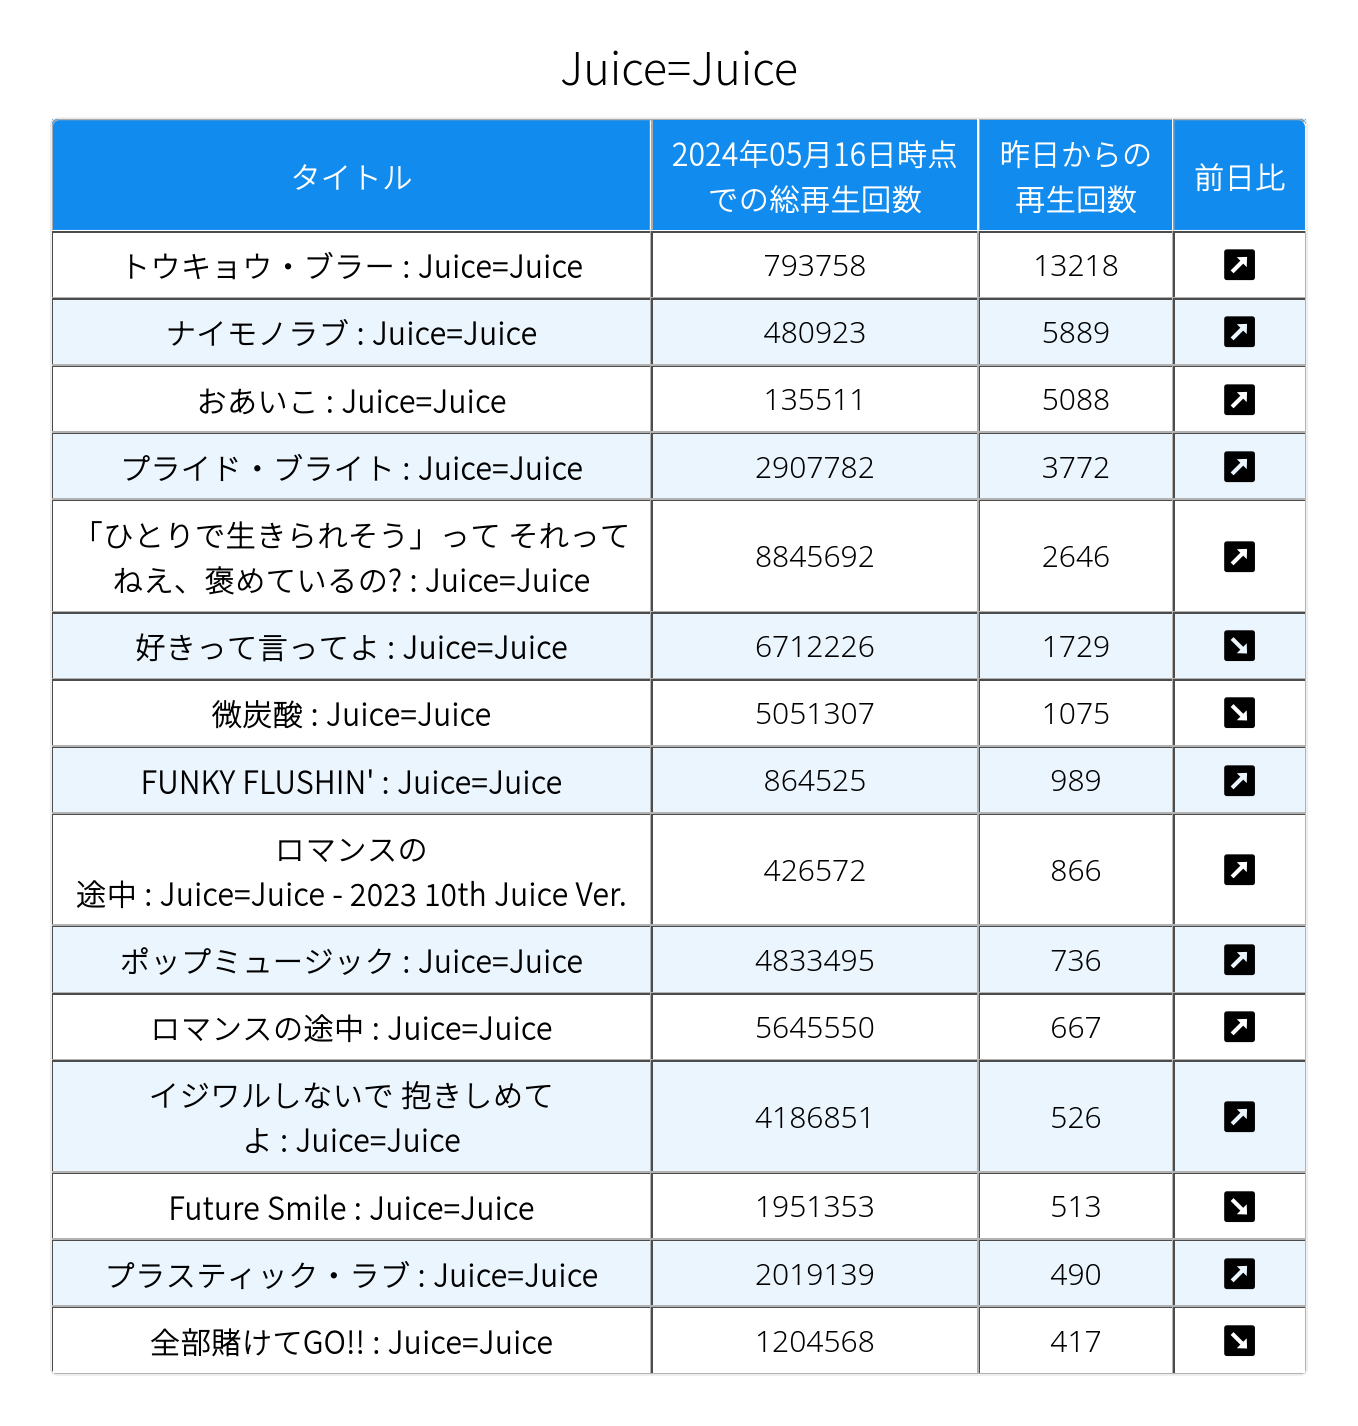 Juice=Juice
タイトル
2024年05月16日時点
での総再生回数
昨日からの
再生回数
前日比
トウキョウ・ブラー : Juice=Juice
793758
13218
ナイモノラブ : Juice=Juice
480923
5889
おあいこ : Juice=Juice
135511
5088
プライド・ブライト : Juice=Juice
2907782
3772
「ひとりで生きられそう」って それって
ねえ、褒めているの? : Juice=Juice
8845692
2646
好きって言ってよ : Juice=Juice
6712226
1729
微炭酸 : Juice=Juice
5051307
1075
FUNKY FLUSHIN' : Juice=Juice
864525
989
ロマンスの
途中 : Juice=Juice - 2023 10th Juice Ver.
426572
866
ポップミュージック : Juice=Juice
4833495
736
ロマンスの途中 : Juice=Juice
5645550
667
イジワルしないで 抱きしめて
よ : Juice=Juice
4186851
526
Future Smile : Juice=Juice
1951353
513
プラスティック・ラブ : Juice=Juice
2019139
490
全部賭けてGO!! : Juice=Juice
1204568
417